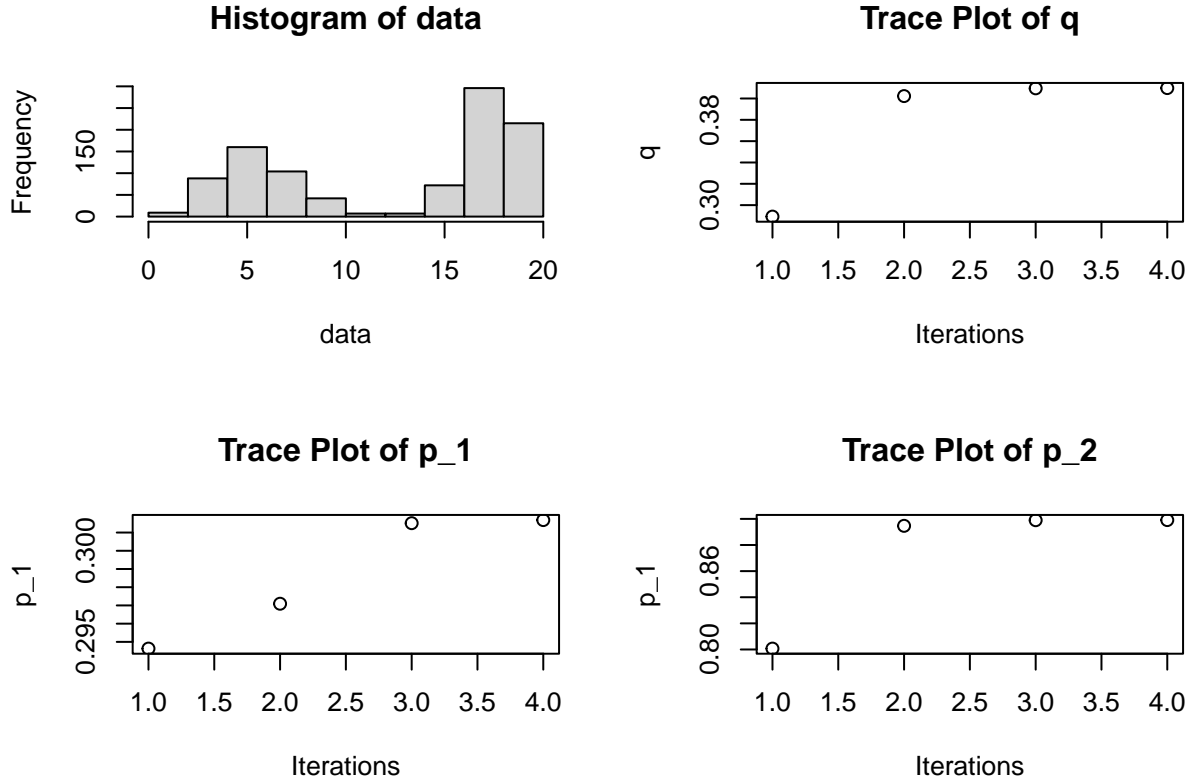 Histogram of data
Frequency
0
150
0
5
10
15
20
data
Trace Plot of q
q
0.30
0.38
1.0
1.5
2.0
2.5
3.0
3.5
4.0
Iterations
Trace Plot of p_1
p_1
0.295
0.300
1.0
1.5
2.0
2.5
3.0
3.5
4.0
Iterations
Trace Plot of p_2
p_1
0.80
0.86
1.0
1.5
2.0
2.5
3.0
3.5
4.0
Iterations